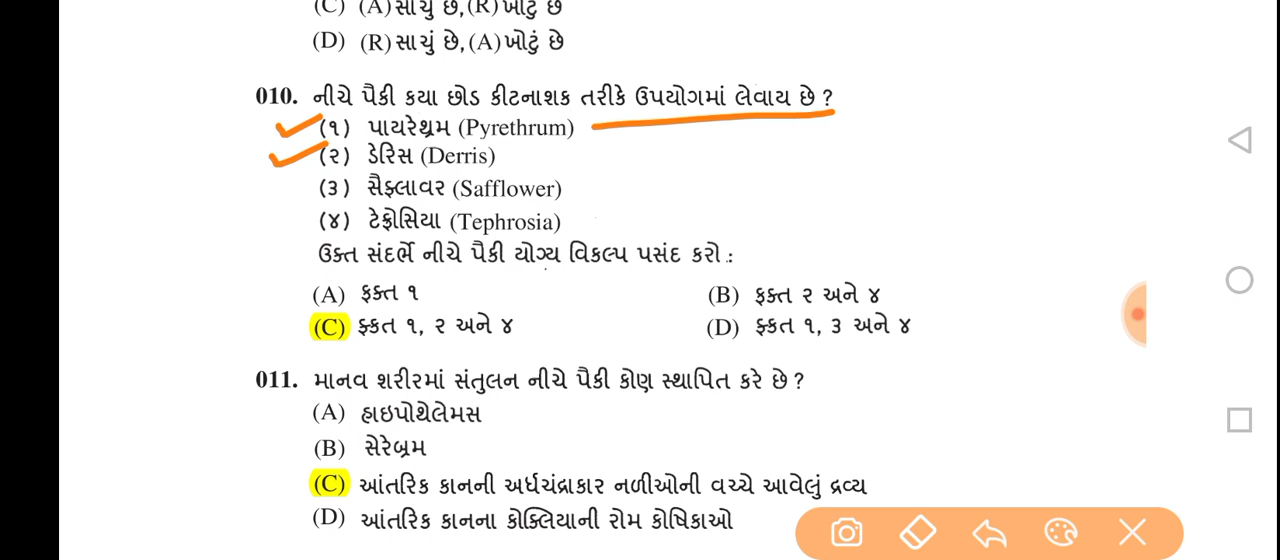 (C) (A) સાચું છે, (R) ખોટું છે
(D) (R) સાચું છે, (A) ખોટું છે
010. નીચે પૈકી કયા છોડ કીટનાશક તરીકે ઉપયોગમાં લેવાય છે ?
(૧) પાયરેથ્રમ (Pyrethrum)
(૨) ડેરિસ (Derris)
(૩) સૈફ્લાવર (Safflower)
(૪) ટેફ્રોસિયા (Tephrosia)
ઉક્ત સંદર્ભે નીચે પૈકી યોગ્ય વિકલ્પ પસંદ કરો :
(A) ફક્ત ૧ (B) ફક્ત ૨ અને ૪
(C) ફ્કત ૧, ૨ અને ૪ (D) ફ્કત ૧, ૩ અને ૪
011. માનવ શરીરમાં સંતુલન નીચે પૈકી કોણ સ્થાપિત કરે છે ?
(A) હાઇપોથેલેમસ
(B) સેરેબ્રમ
(C) આંતરિક કાનની અર્ધચંદ્રાકાર નળીઓની વચ્ચે આવેલું દ્રવ્ય
(D) આંતરિક કાનના કોક્લિયાની રોમ કોષિકાઓ